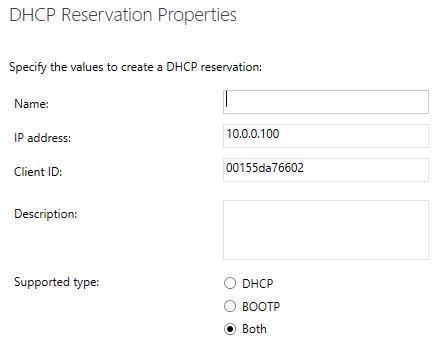 DHCP Reservation Properties
Specify the values to create a DHCP reservation:
Name:
IP address: 10.0.0.100
Client ID: 00155da76602
Description:
Supported type: DHCP
BOOTP
Both